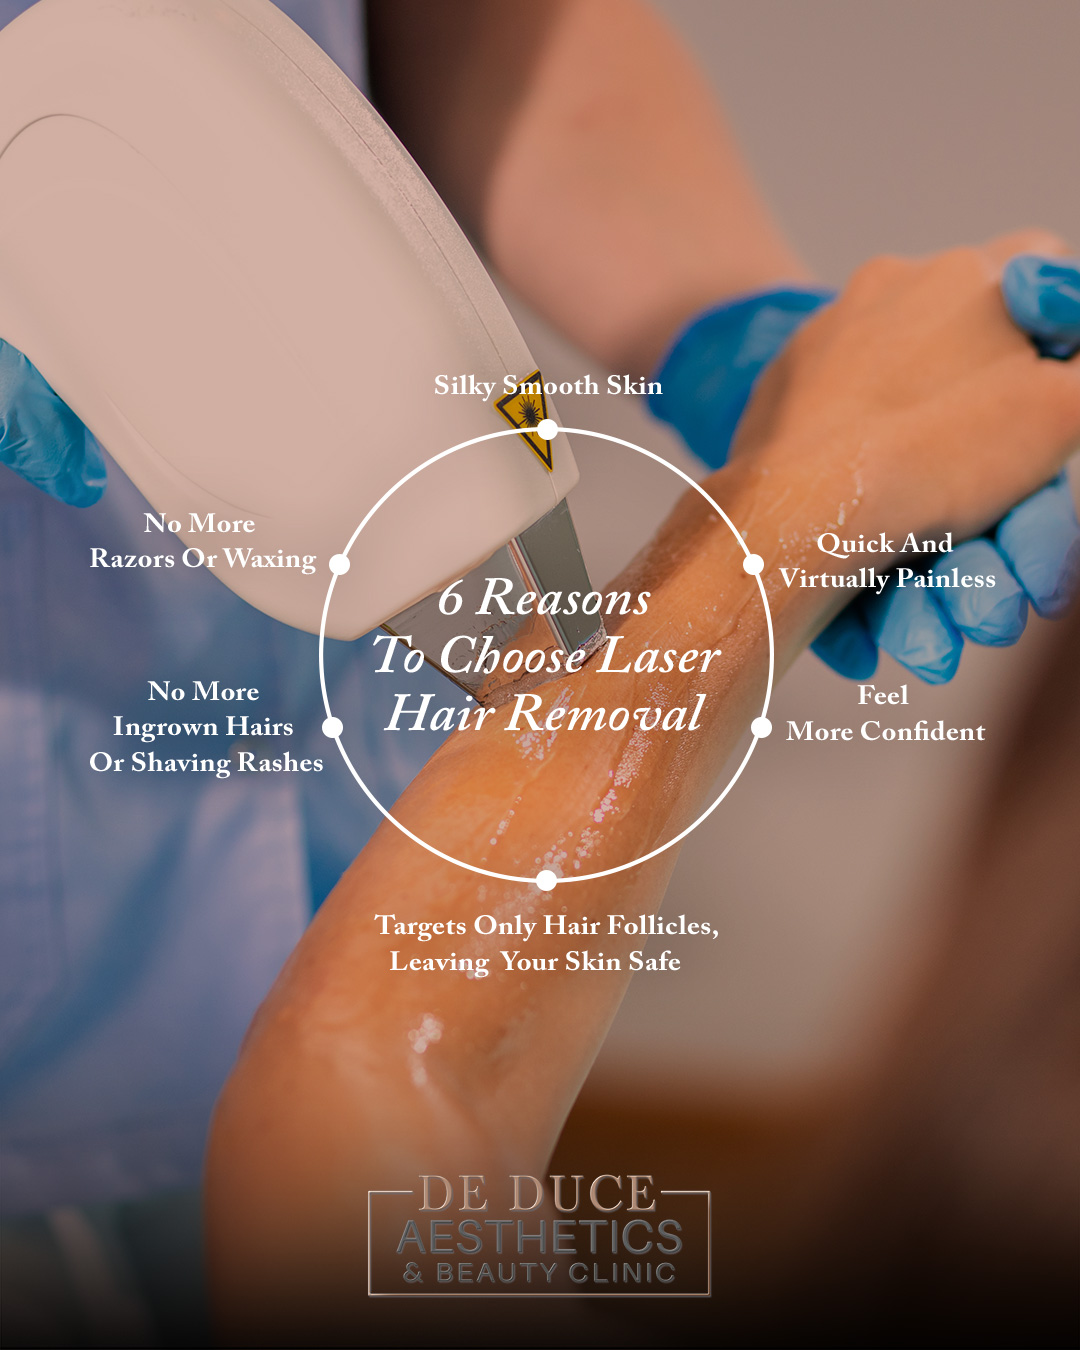 Silky Smooth Skin
No More
Razors Or Waxing
Quick And
Virtually Painless
6 Reasons
To Choose Laser
Hair Removal
No More
Ingrown Hairs
Or Shaving Rashes
Feel
More Confident
Targets Only Hair Follicles,
Leaving Your Skin Safe
DE DUCE
AESTHETICS
& BEAUTY CLINIC